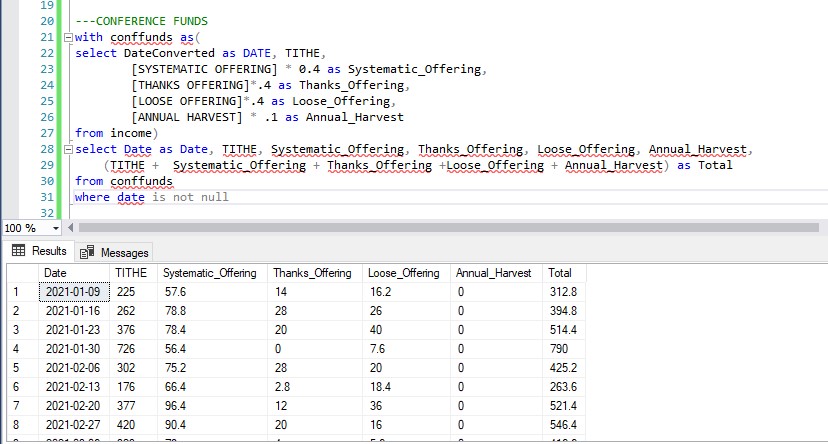 19
20 ---CONFERENCE FUNDS
21 with conffunds as(
22 select DateConverted as DATE, TITHE,
23 [SYSTEMATIC OFFERING] * 0.4 as Systematic_Offering,
24 [THANKS OFFERING]*.4 as Thanks_Offering,
25 [LOOSE OFFERING]*.4 as Loose_Offering,
26 [ANNUAL HARVEST] * .1 as Annual_Harvest
27 from income)
28 select Date as Date, TITHE, Systematic_Offering, Thanks_Offering, Loose_Offering, Annual_Harvest,
29 (TITHE + Systematic_Offering + Thanks_Offering +Loose_Offering + Annual_Harvest) as Total
30 from conffunds
31 where date is not null
32
100 %
Results Messages
Date TITHE Systematic_Offering Thanks_Offering Loose_Offering Annual_Harvest Total
1 2021-01-09 225 57.6 14 16.2 0 312.8
2 2021-01-16 262 78.8 28 26 0 394.8
3 2021-01-23 376 78.4 20 40 0 514.4
4 2021-01-30 726 56.4 0 7.6 0 790
5 2021-02-06 302 75.2 28 20 0 425.2
6 2021-02-13 176 66.4 2.8 18.4 0 263.6
7 2021-02-20 377 96.4 12 36 0 521.4
8 2021-02-27 420 90.4 20 16 0 546.4